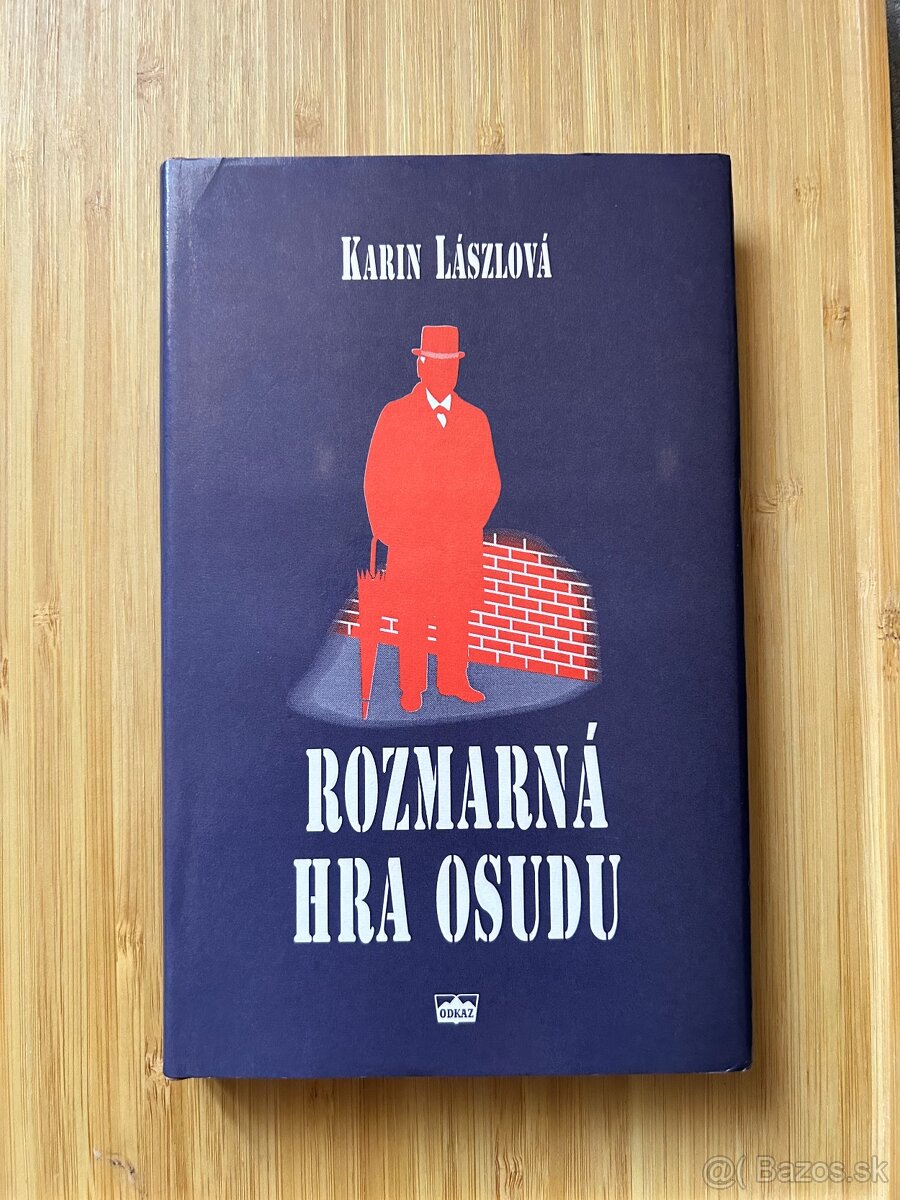 KARIN LÁSZLOVÁ
ROZMARNÁ
HRA OSUDU
ODKAZ
@( Bazos.sk